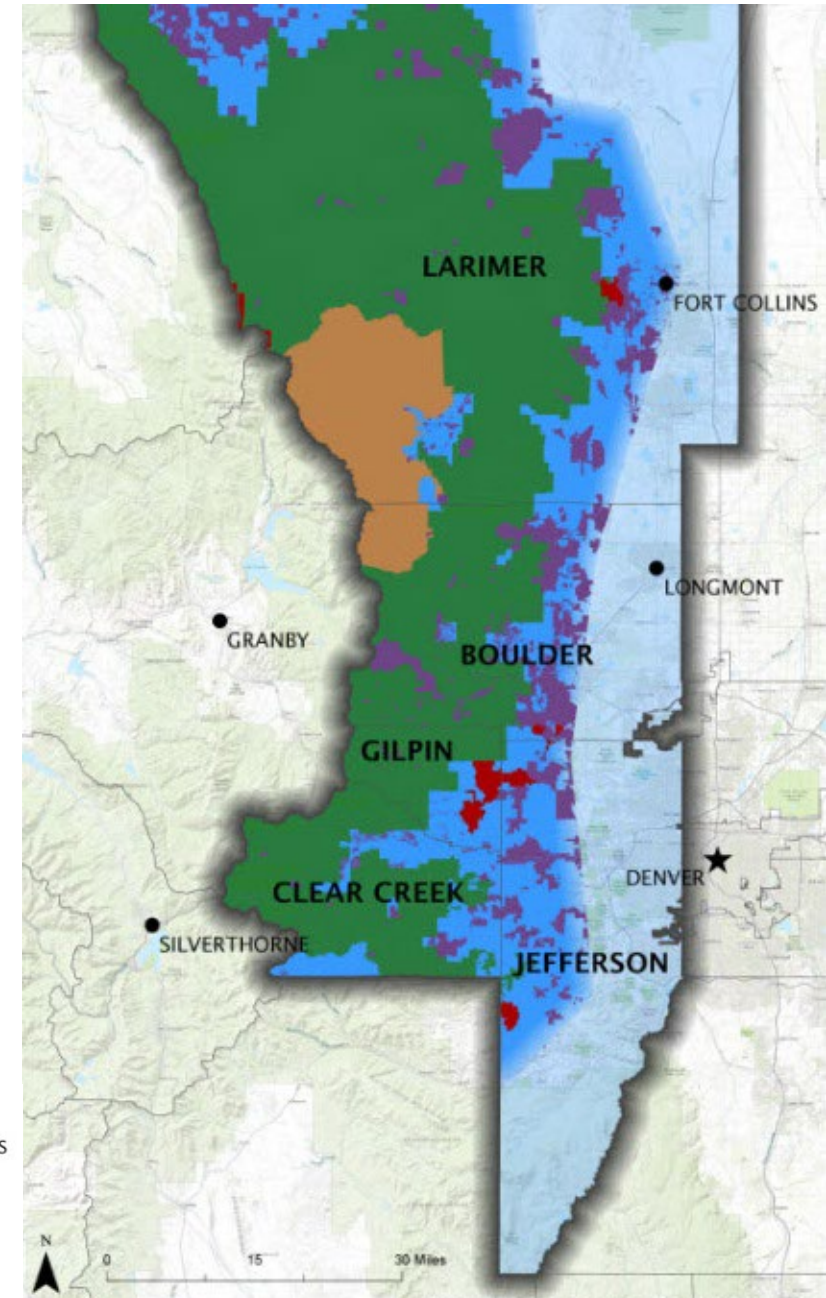 LARIMER
FORT COLLINS
LONGMONT
GRANBY
BOULDER
GILPIN
DENVER
CLEAR CREEK
SILVERTHORNE
JEFFERSON
S
N
0 15 30 Miles